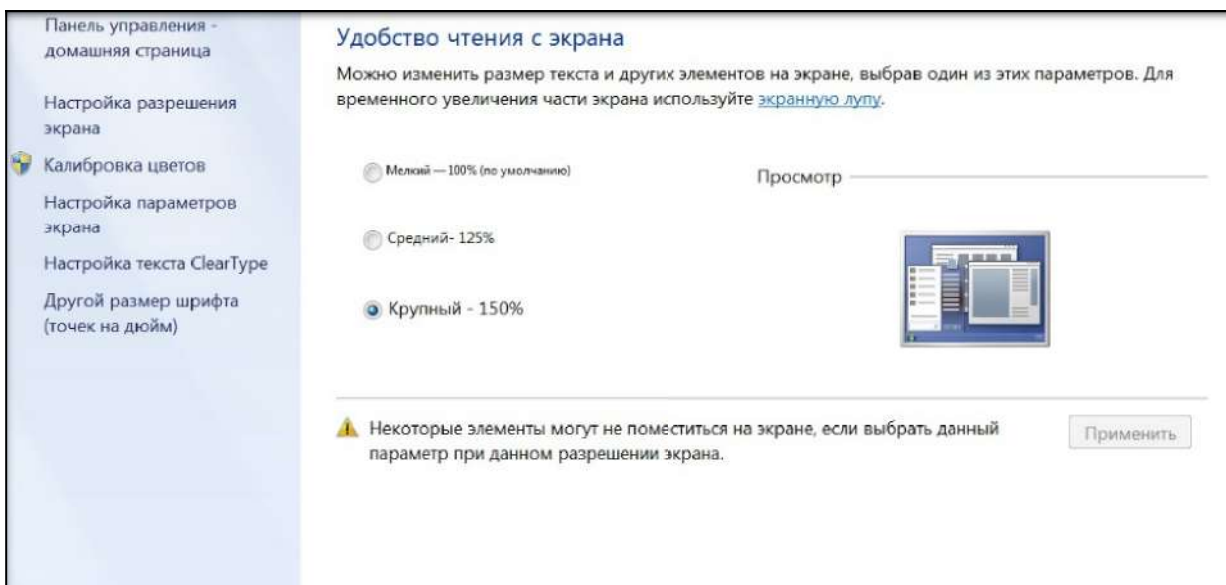 Панель управления -
домашняя страница
Настройка разрешения
экрана
Калибровка цветов
Настройка параметров
экрана
Настройка текста ClearType
Другой размер шрифта
(точек на дюйм)
Удобство чтения с экрана
Можно изменить размер текста и других элементов на экране, выбрав один из этих параметров. Для
временного увеличения части экрана используйте экранную лупу.
Мелкий — 100% (по умолчанию)
Просмотр
Средний- 125%
Крупный - 150%
Некоторые элементы могут не поместиться на экране, если выбрать данный
параметр при данном разрешении экрана.
Применить